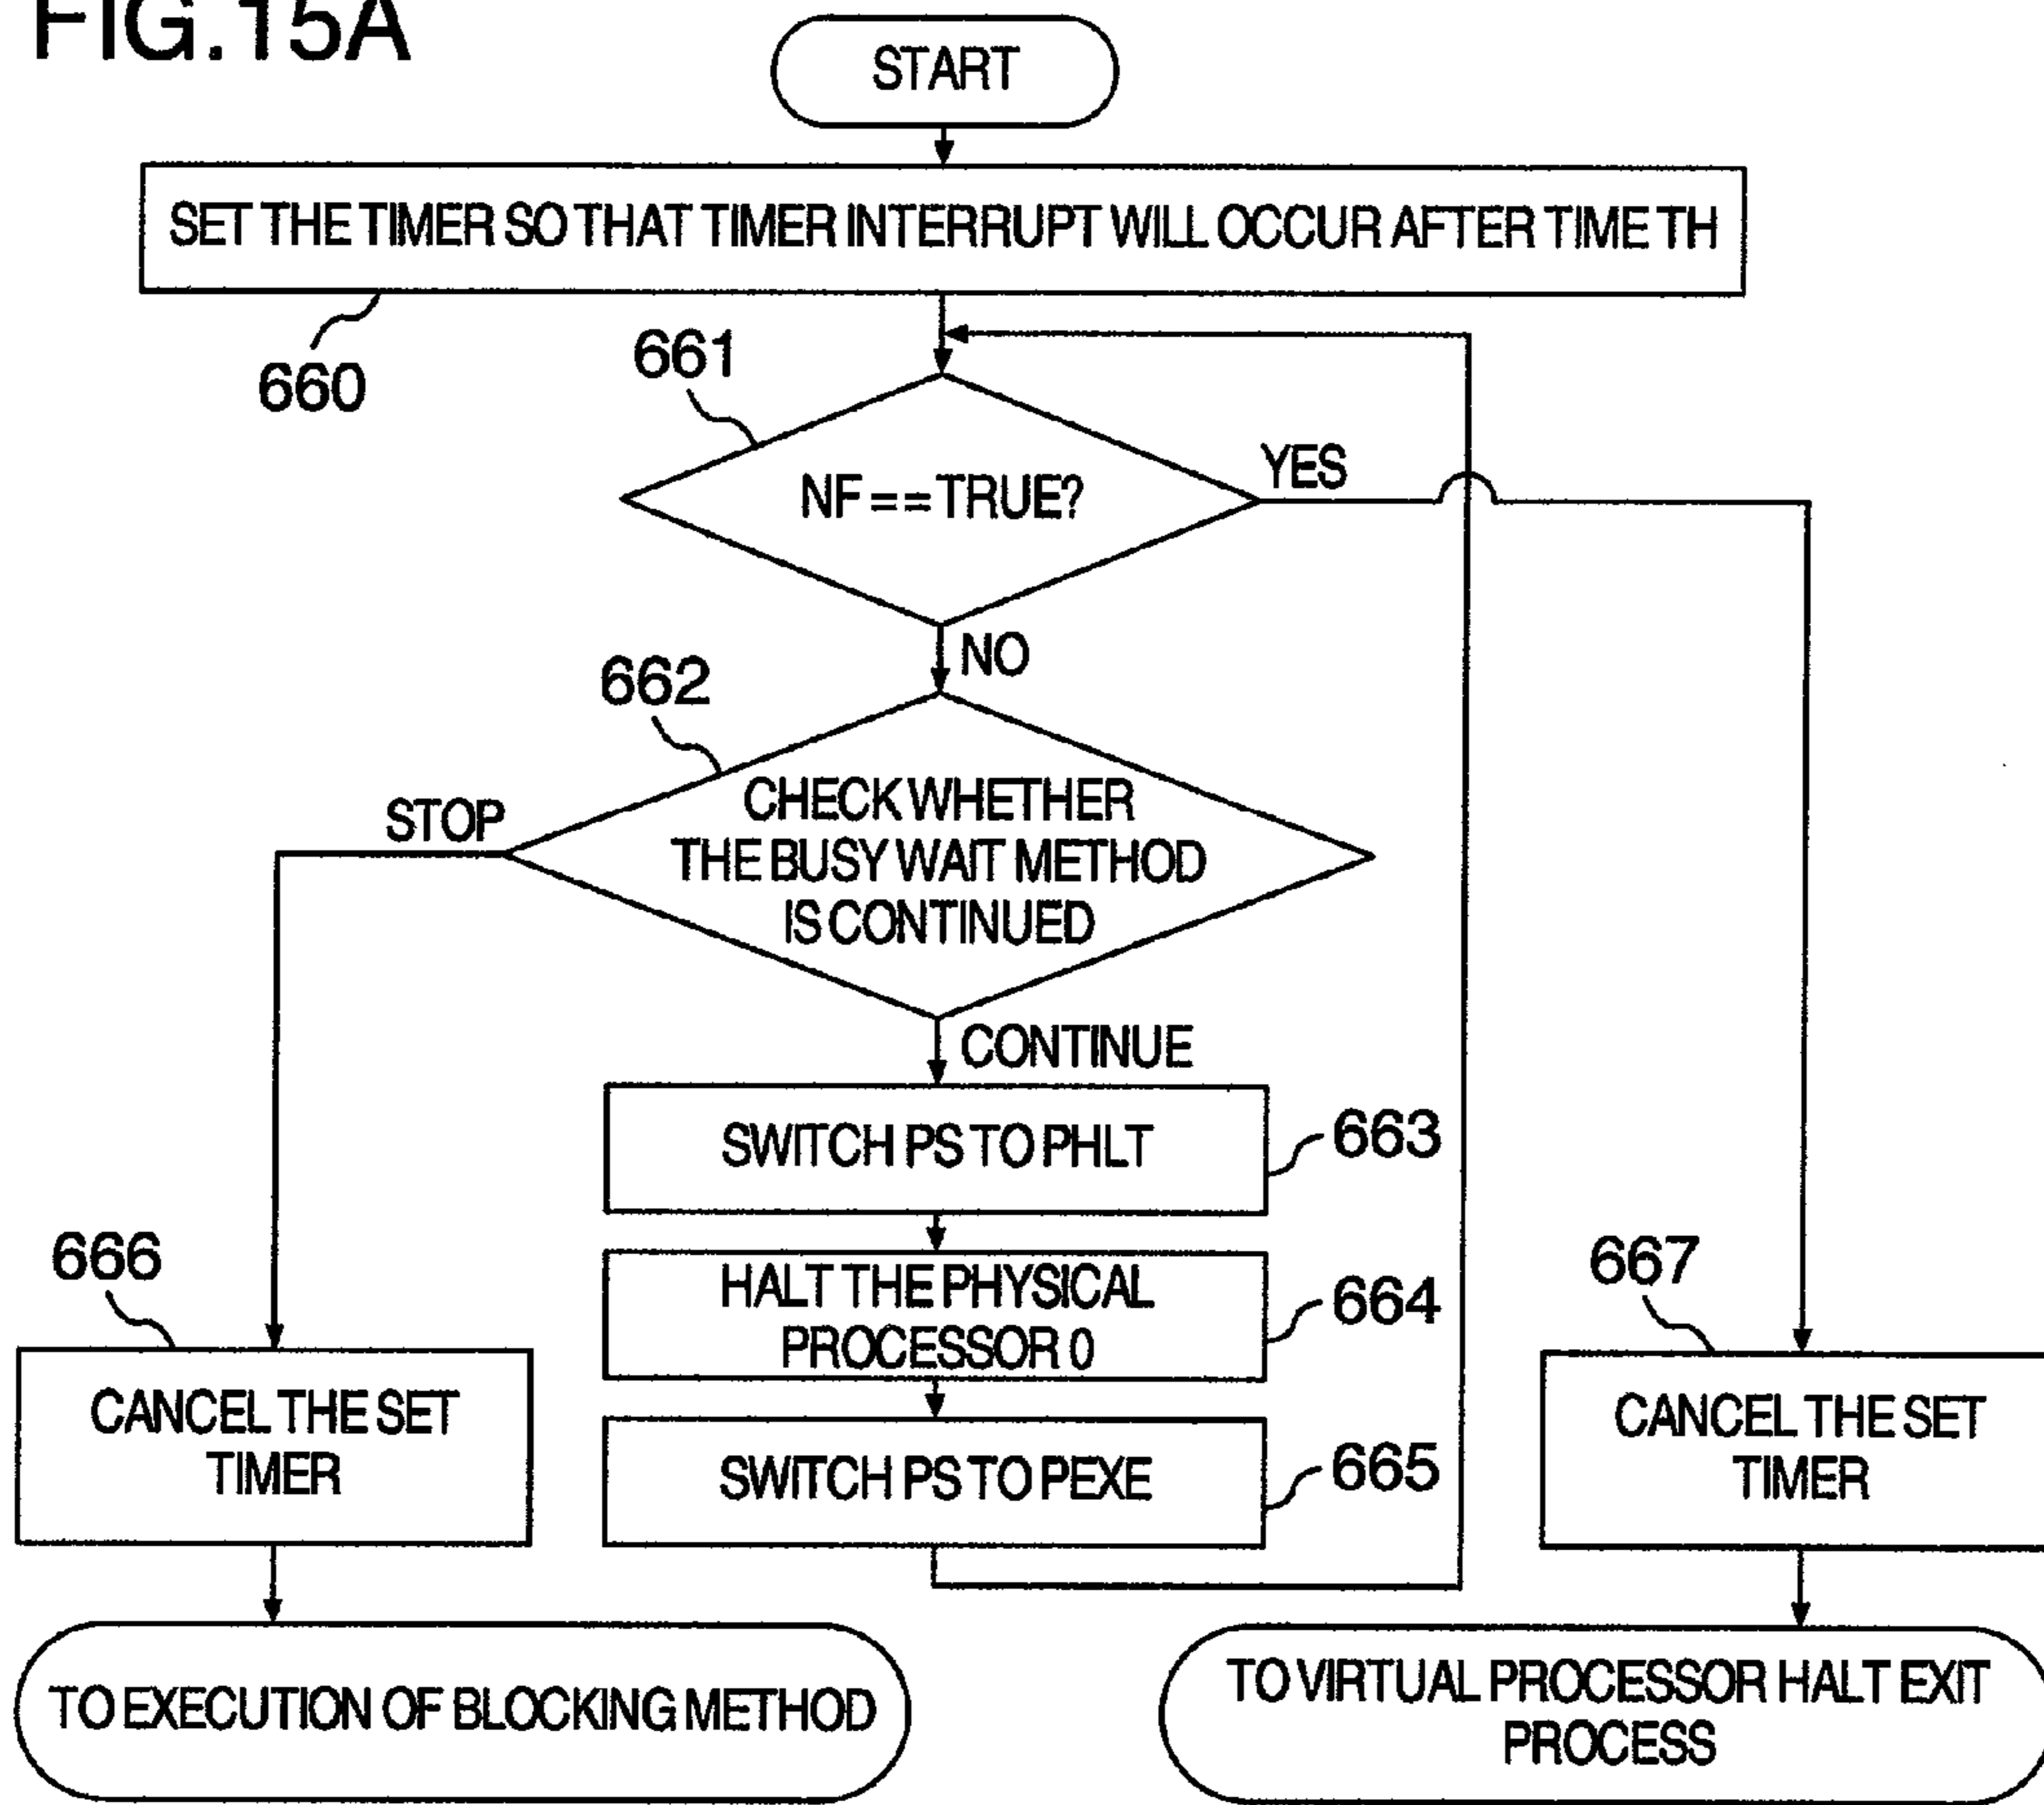 FIG.15A
START
SET THE TIMER SO THAT TIMER INTERRUPT WILL OCCUR AFTER TIME TH
660
661
NF==TRUE?
YES
NO
662
CHECK WHETHER
THE BUSY WAIT METHOD
IS CONTINUED
STOP
CONTINUE
SWITCH PS TO PHLT
663
HALT THE PHYSICAL
PROCESSOR 0
664
SWITCH PS TO PEXE
665
666
CANCEL THE SET
TIMER
667
CANCEL THE SET
TIMER
TO EXECUTION OF BLOCKING METHOD
TO VIRTUAL PROCESSOR HALT EXIT
PROCESS